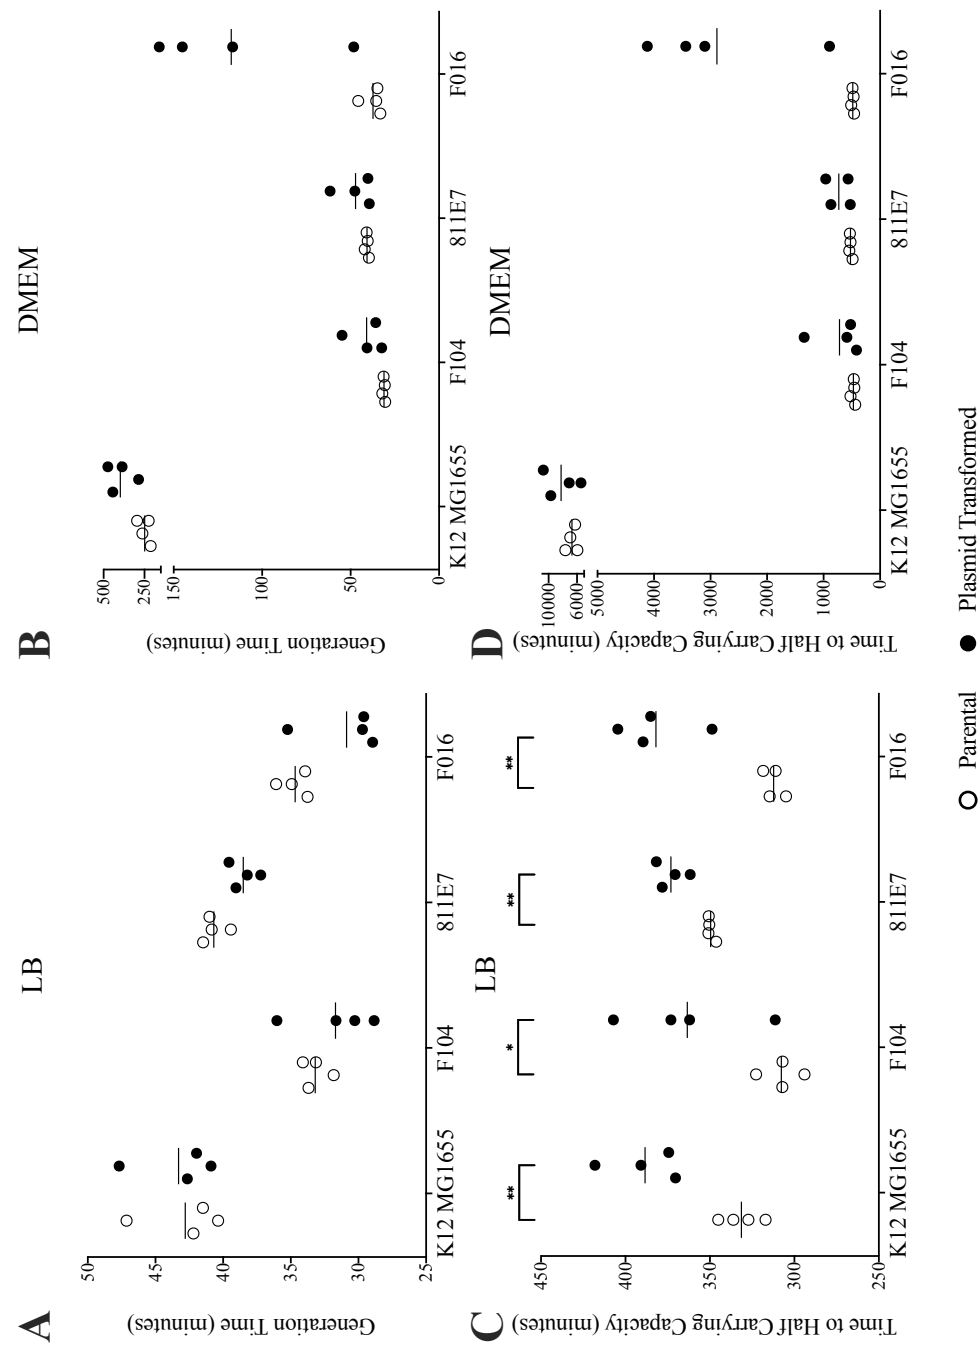 A
LB
Generation Time (minutes)
50
45
40
35
30
25
K12 MG1655
F104
811E7
F016
B
DMEM
Generation Time (minutes)
500
250
150
100
50
0
K12 MG1655
F104
811E7
F016
C
LB
Time to Half Carrying Capacity (minutes)
450
400
350
300
250
**
*
**
**
K12 MG1655
F104
811E7
F016
D
DMEM
Time to Half Carrying Capacity (minutes)
10000
6000
5000
4000
3000
2000
1000
0
K12 MG1655
F104
811E7
F016
Parental
Plasmid Transformed